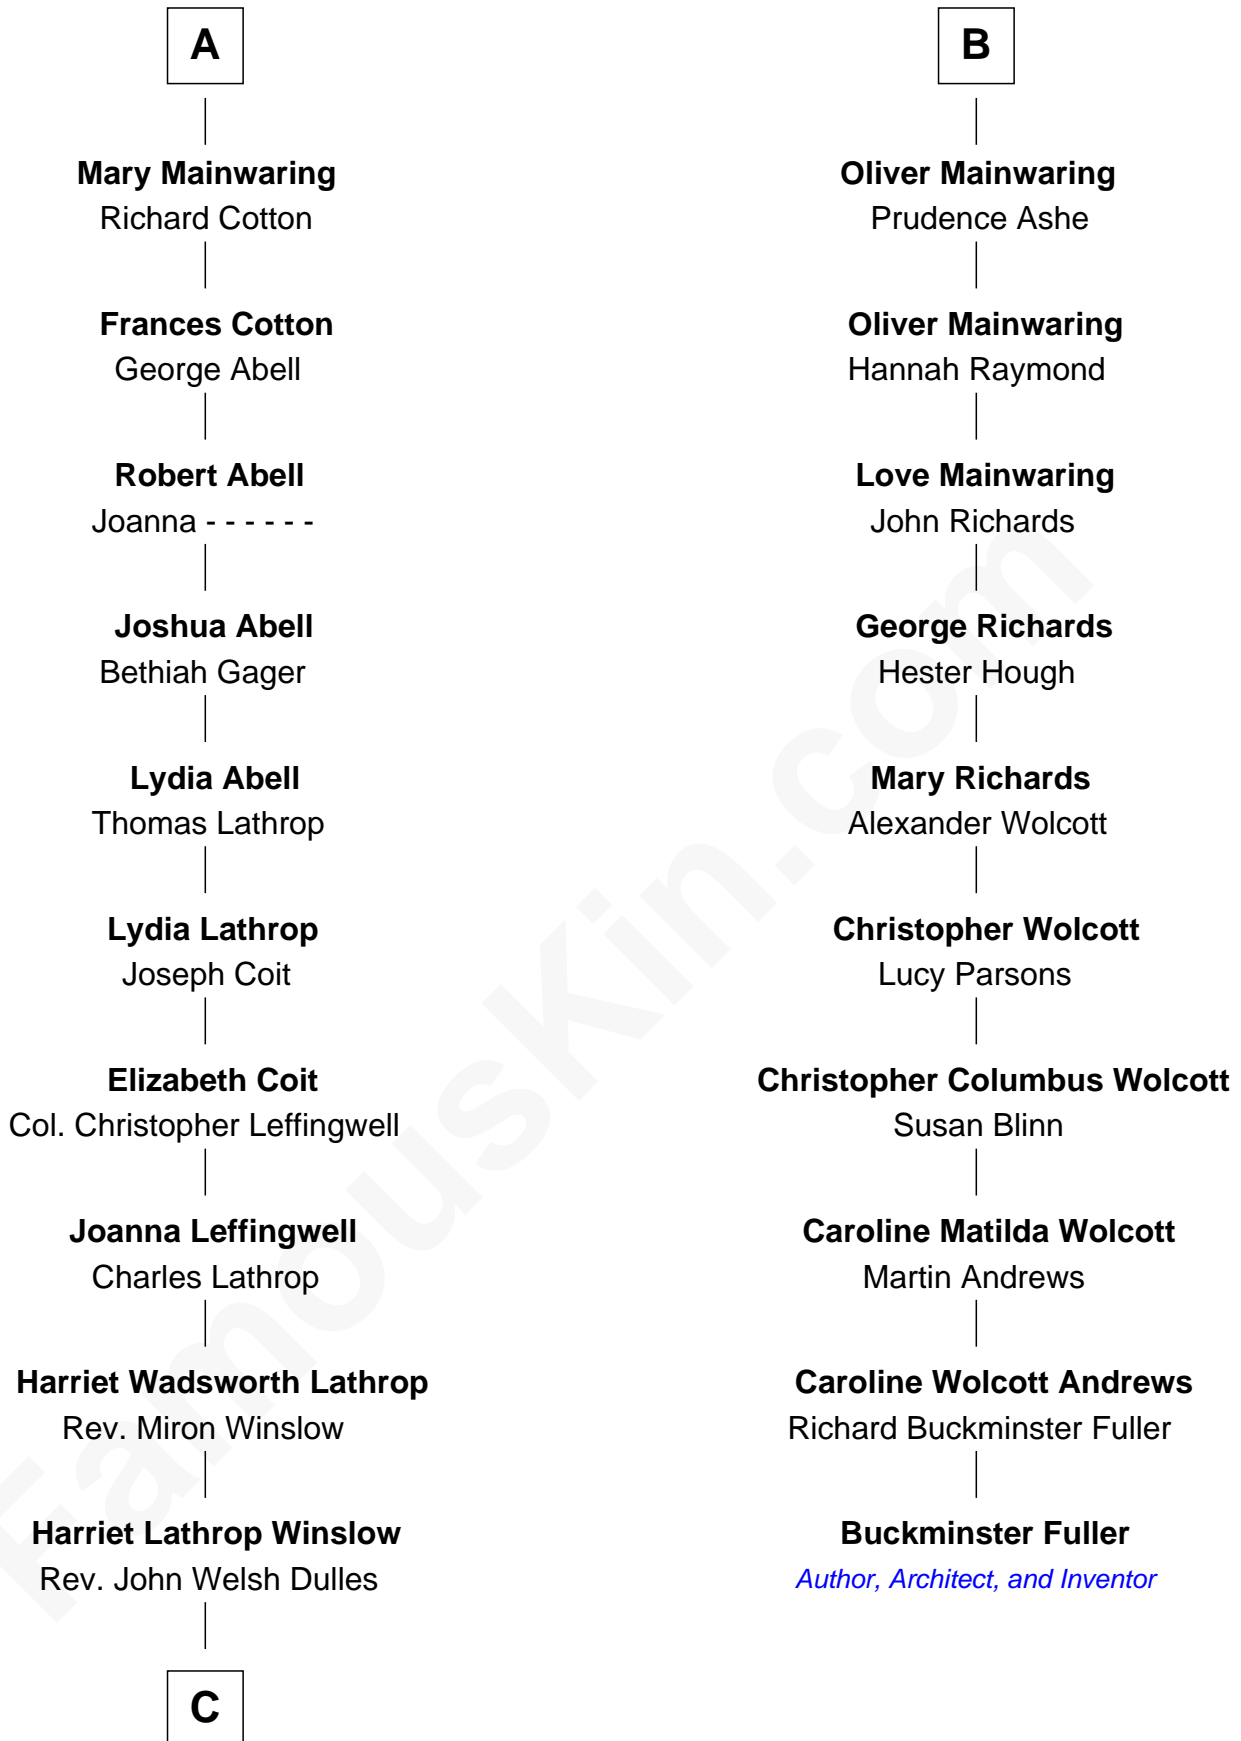 A
Mary Mainwaring
Richard Cotton
Frances Cotton
George Abell
Robert Abell
Joanna - - - - - -
Joshua Abell
Bethiah Gager
Lydia Abell
Thomas Lathrop
Lydia Lathrop
Joseph Coit
Elizabeth Coit
Col. Christopher Leffingwell
Joanna Leffingwell
Charles Lathrop
Harriet Wadsworth Lathrop
Rev. Miron Winslow
Harriet Lathrop Winslow
Rev. John Welsh Dulles
C
B
Oliver Mainwaring
Prudence Ashe
Oliver Mainwaring
Hannah Raymond
Love Mainwaring
John Richards
George Richards
Hester Hough
Mary Richards
Alexander Wolcott
Christopher Wolcott
Lucy Parsons
Christopher Columbus Wolcott
Susan Blinn
Caroline Matilda Wolcott
Martin Andrews
Caroline Wolcott Andrews
Richard Buckminster Fuller
Buckminster Fuller
Author, Architect, and Inventor
FamousKin.com